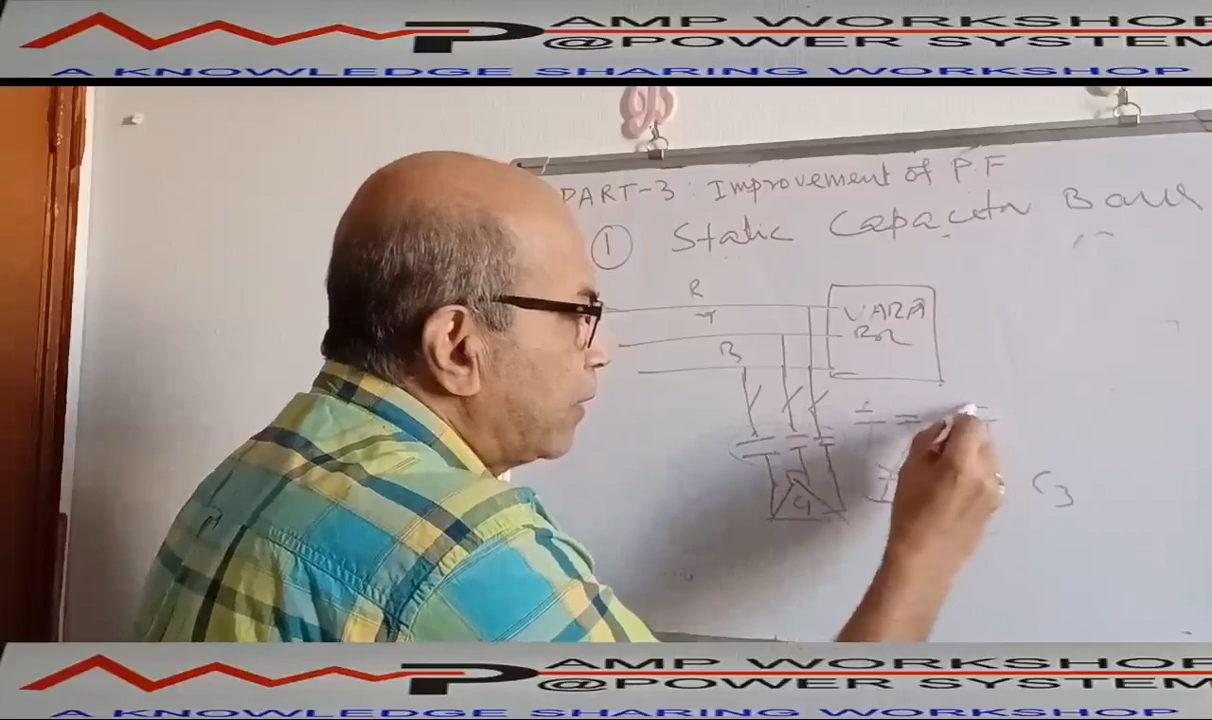 AMP WORKSHOP
@POWER SYSTEM
A KNOWLEDGE SHARING WORKSHOP
PART-3: Improvement of PF
1 Static Capacitor Bank
R
Y
B
C1
C3
AMP WORKSHOP
@POWER SYSTEM
A KNOWLEDGE SHARING WORKSHOP